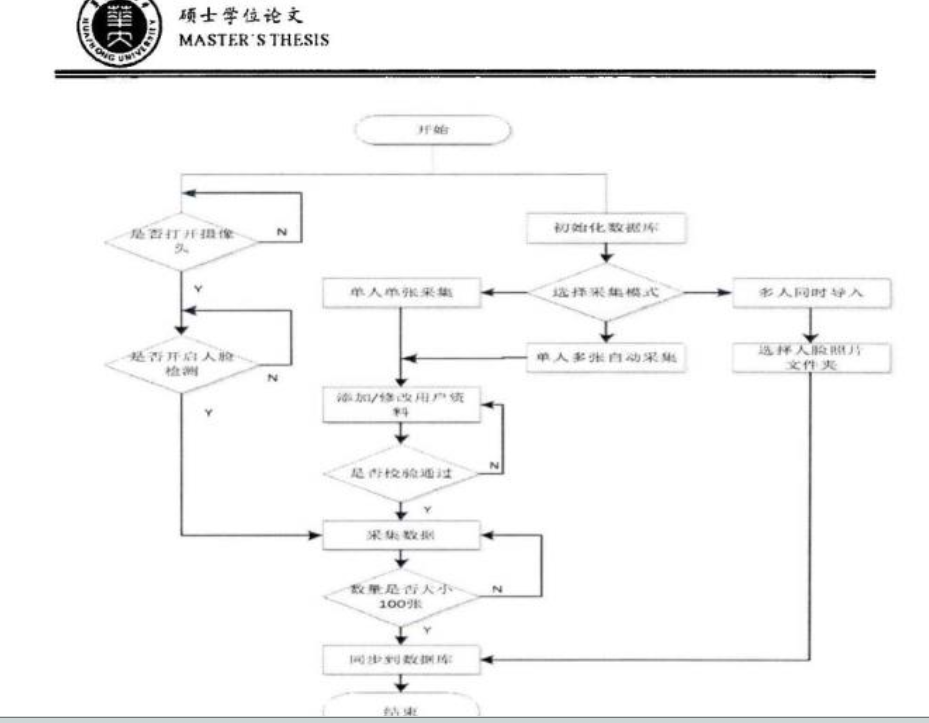 硕士学位论文
MASTER'S THESIS
开始
是否打开摄像
头
N
Y
初始化数据库
单人单张采集
选择采集模式
多人同时导入
是否开启人脸
检测
N
Y
单人多张自动采集
选择人脸照片
文件夹
添加/修改用户资
料
是否校验通过
N
Y
采集数据
数量是否大小
100张
N
Y
同步到数据库
结束